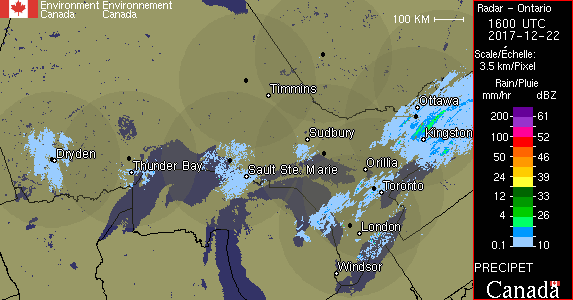 Environment Environnement
Canada Canada
100 KM
Timmins
Ottawa
Sudbury
Kingston
Dryden
Thunder Bay
Sault Ste. Marie
Orillia
Toronto
London
Windsor
Radar - Ontario
1600 UTC
2017-12-22
Scale/Échelle:
3.5 km/Pixel
Rain/Pluie
mm/hr dBZ
200 61
100 52
50 46
24 39
12 33
4 26
0.1 10
PRECIPET
Canada